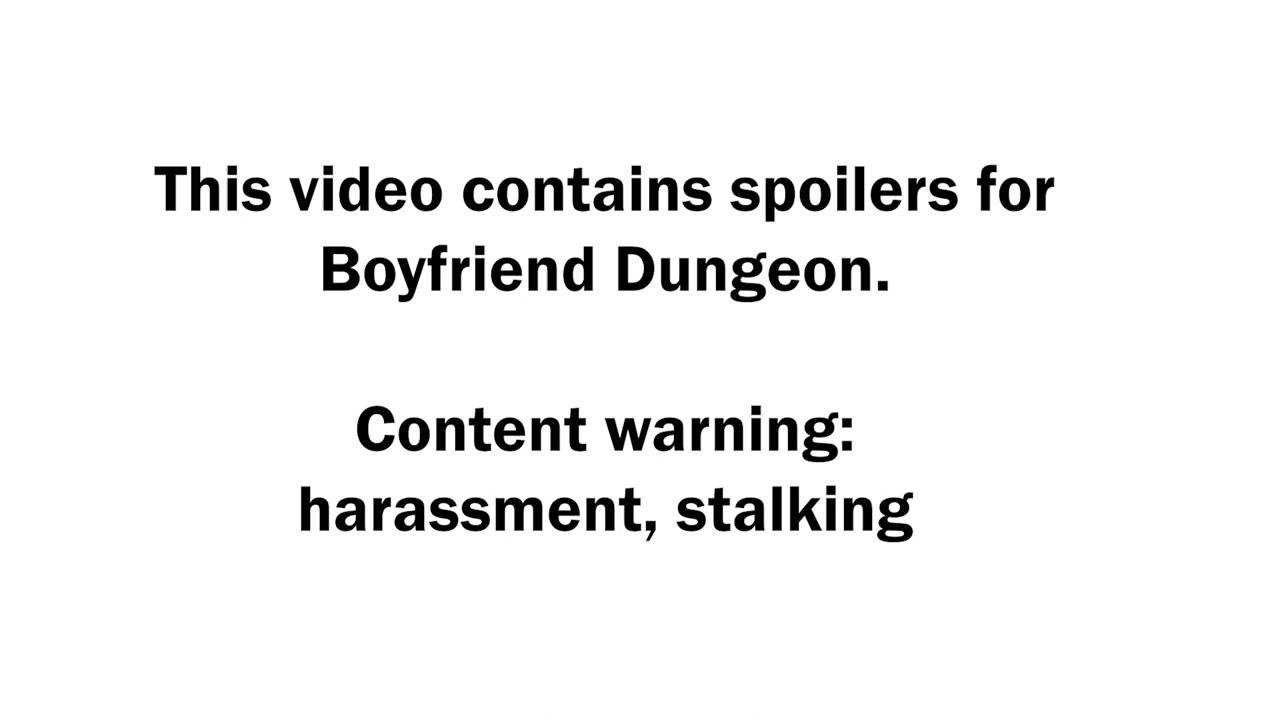 This video contains spoilers for
Boyfriend Dungeon.
Content warning:
harassment, stalking